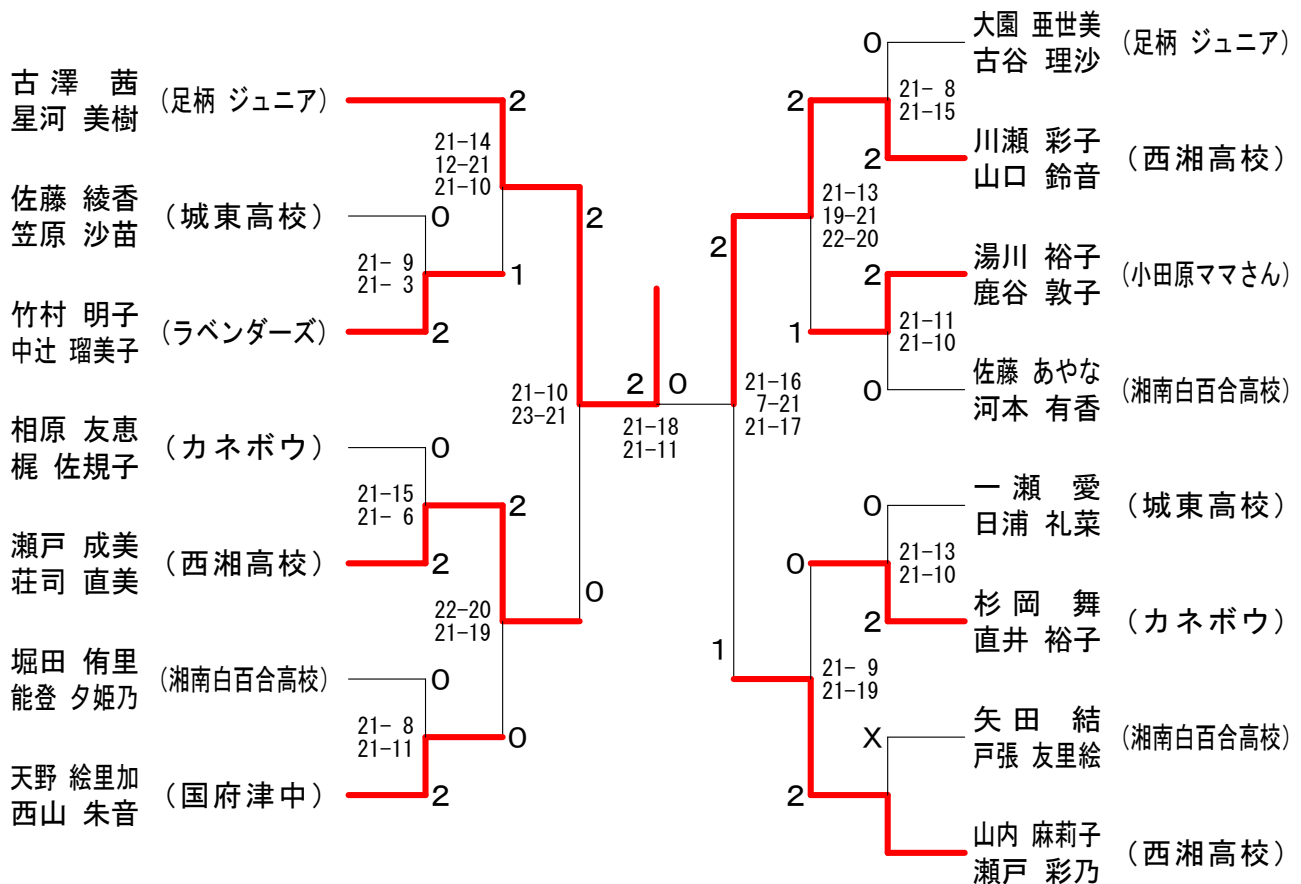 古澤 茜
星河 美樹
(足柄 ジュニア)
2
21-14
12-21
21-10
佐藤 綾香
笠原 沙苗
(城東高校)
0
21- 9
21- 3
1
竹村 明子
中辻 瑠美子
(ラベンダーズ)
2
2
相原 友恵
梶 佐規子
(カネボウ)
0
21-15
21- 6
2
瀬戸 成美
荘司 直美
(西湘高校)
2
22-20
21-19
0
堀田 侑里
能登 夕姫乃
(湘南白百合高校)
0
21- 8
21-11
0
天野 絵里加
西山 朱音
(国府津中)
2
21-10
23-21
2
0
21-18
21-11
大園 亜世美
古谷 理沙
(足柄 ジュニア)
0
21- 8
21-15
2
川瀬 彩子
山口 鈴音
(西湘高校)
2
21-13
19-21
22-20
2
湯川 裕子
鹿谷 敦子
(小田原ママさん)
2
21-11
21-10
1
佐藤 あやな
河本 有香
(湘南白百合高校)
0
21-16
7-21
21-17
一瀬 愛
日浦 礼菜
(城東高校)
0
21-13
21-10
0
杉岡 舞
直井 裕子
(カネボウ)
2
1
21- 9
21-19
矢田 結
戸張 友里絵
(湘南白百合高校)
X
2
山内 麻莉子
瀬戸 彩乃
(西湘高校)